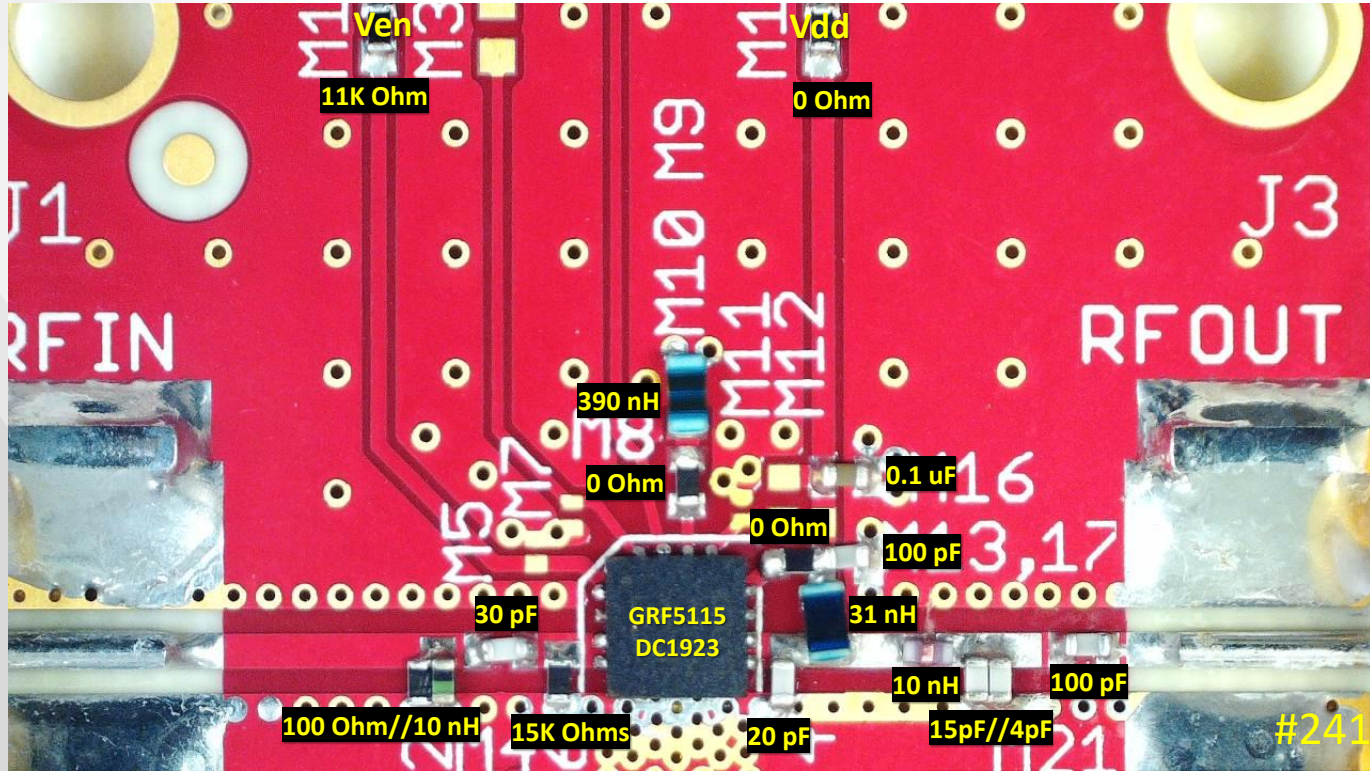 Ven
M3
Vdd
11K Ohm
0 Ohm
M10 M9
J1
J3
M11
M12
RFIN
RFOUT
390 nH
M8
0 Ohm
0.1 uF
M16
M7
0 Ohm
M5
100 pF
M13,17
30 pF
GRF5115
DC1923
31 nH
10 nH
100 pF
100 Ohm//10 nH
15K Ohms
20 pF
15pF//4pF
#241